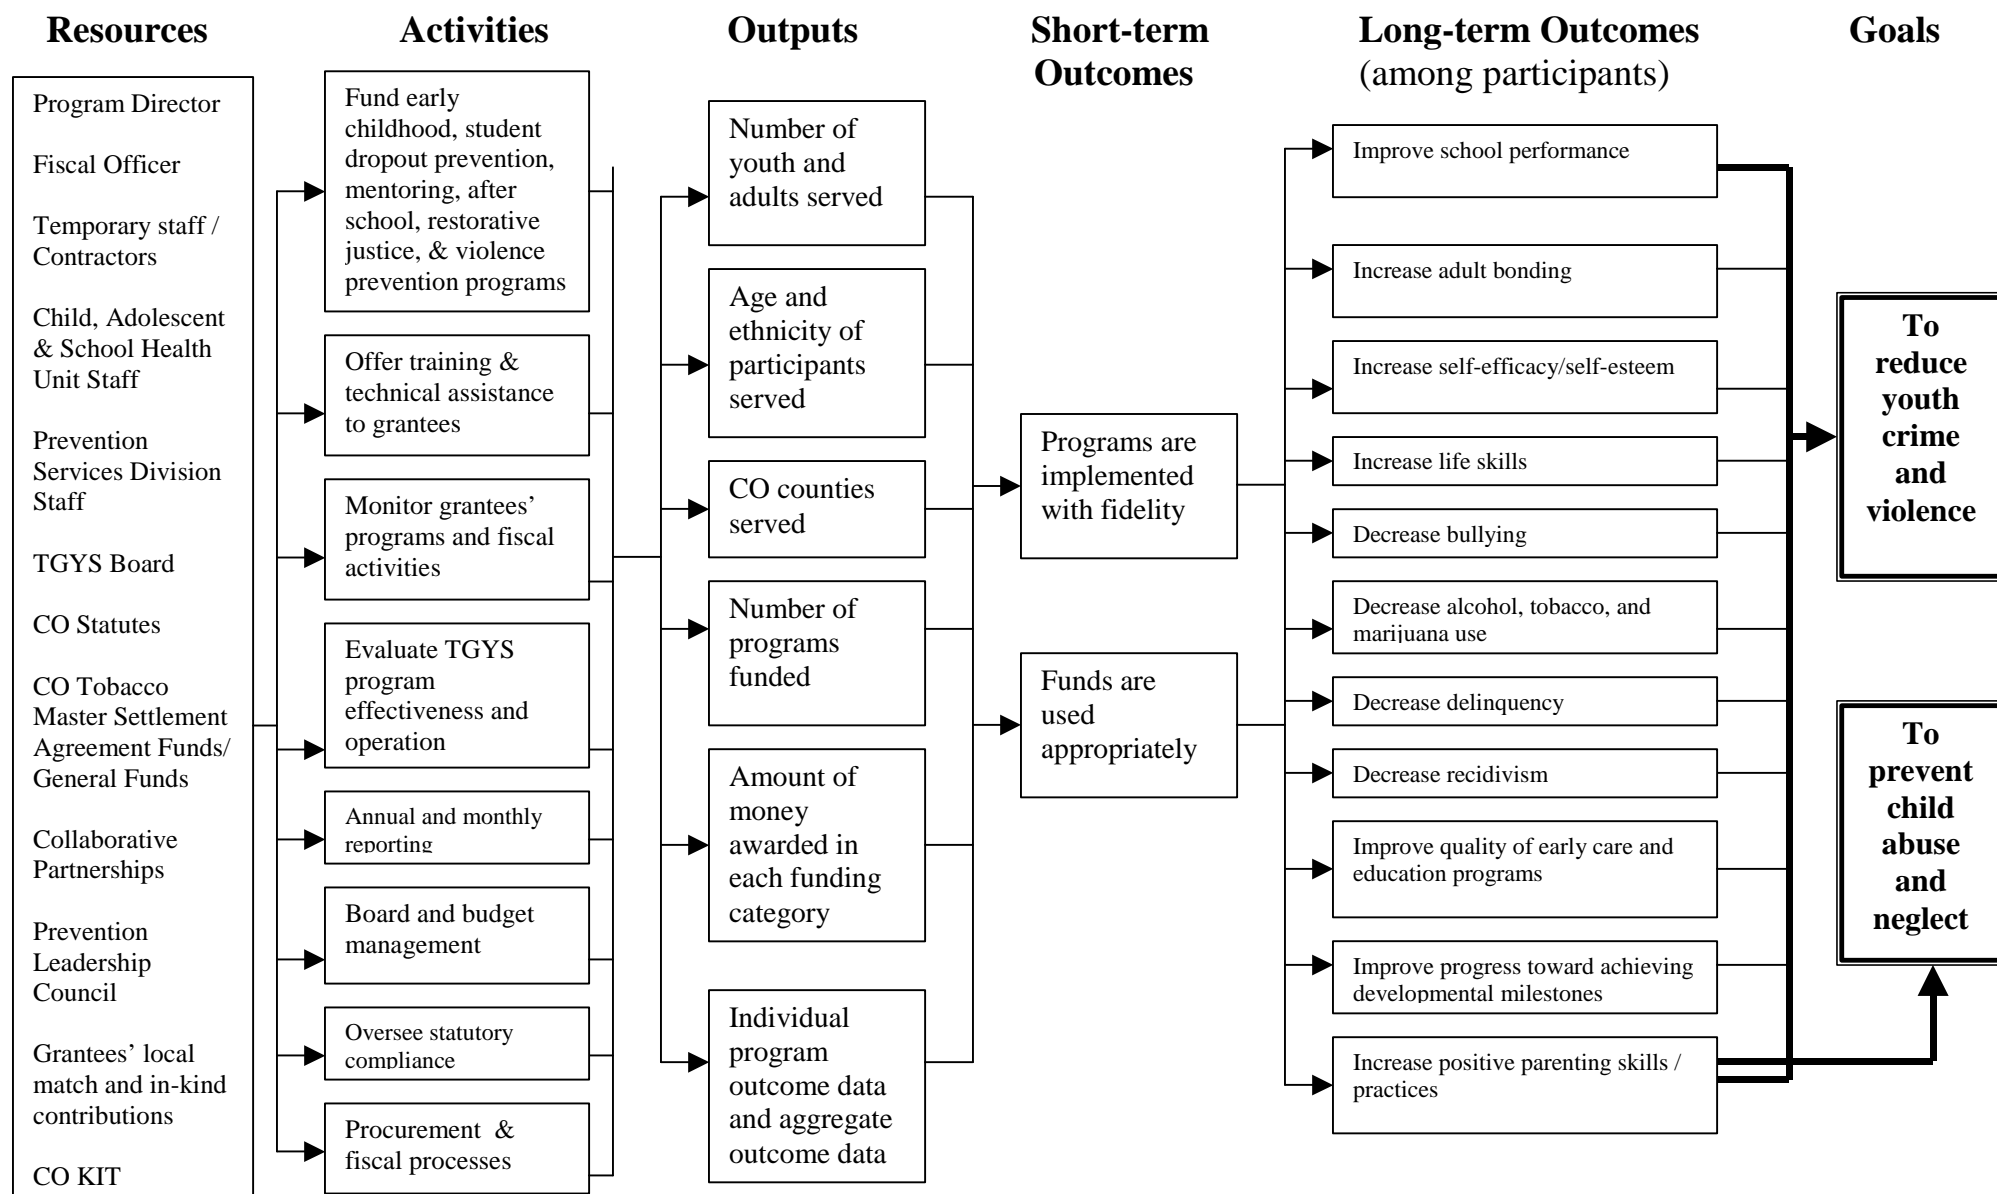 Resources
Activities
Outputs
Short-term
Outcomes
Long-term Outcomes
(among participants)
Goals
Program Director
Fiscal Officer
Temporary staff /
Contractors
Child, Adolescent
& School Health
Unit Staff
Prevention
Services Division
Staff
TGYS Board
CO Statutes
CO Tobacco
Master Settlement
Agreement Funds/
General Funds
Collaborative
Partnerships
Prevention
Leadership
Council
Grantees' local
match and in-kind
contributions
CO KIT
Fund early
childhood, student
dropout prevention,
mentoring, after
school, restorative
justice, & violence
prevention programs
Offer training &
technical assistance
to grantees
Monitor grantees'
programs and fiscal
activities
Evaluate TGYS
program
effectiveness and
operation
Annual and monthly
reporting
Board and budget
management
Oversee statutory
compliance
Procurement &
fiscal processes
Number of
youth and
adults served
Age and
ethnicity of
participants
served
CO counties
served
Number of
programs
funded
Amount of
money
awarded in
each funding
category
Individual
program
outcome data
and aggregate
outcome data
Programs are
implemented
with fidelity
Funds are
used
appropriately
Improve school performance
Increase adult bonding
Increase self-efficacy/self-esteem
Increase life skills
Decrease bullying
Decrease alcohol, tobacco, and
marijuana use
Decrease delinquency
Decrease recidivism
Improve quality of early care and
education programs
Improve progress toward achieving
developmental milestones
Increase positive parenting skills /
practices
To
reduce
youth
crime
and
violence
To
prevent
child
abuse
and
neglect